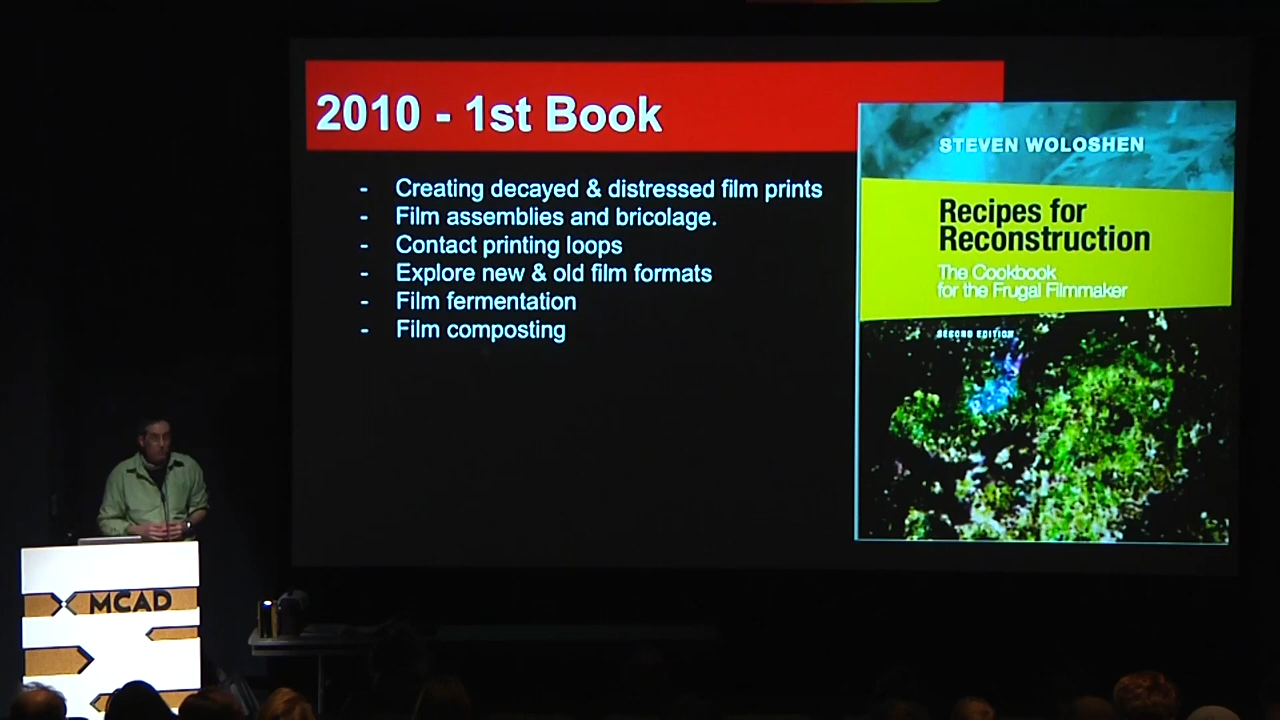 2010 - 1st Book
- Creating decayed & distressed film prints
- Film assemblies and bricolage.
- Contact printing loops
- Explore new & old film formats
- Film fermentation
- Film composting
STEVEN WOLOSHEN
Recipes for
Reconstruction
The Cookbook
for the Frugal Filmmaker
SECOND EDITION
MCAD